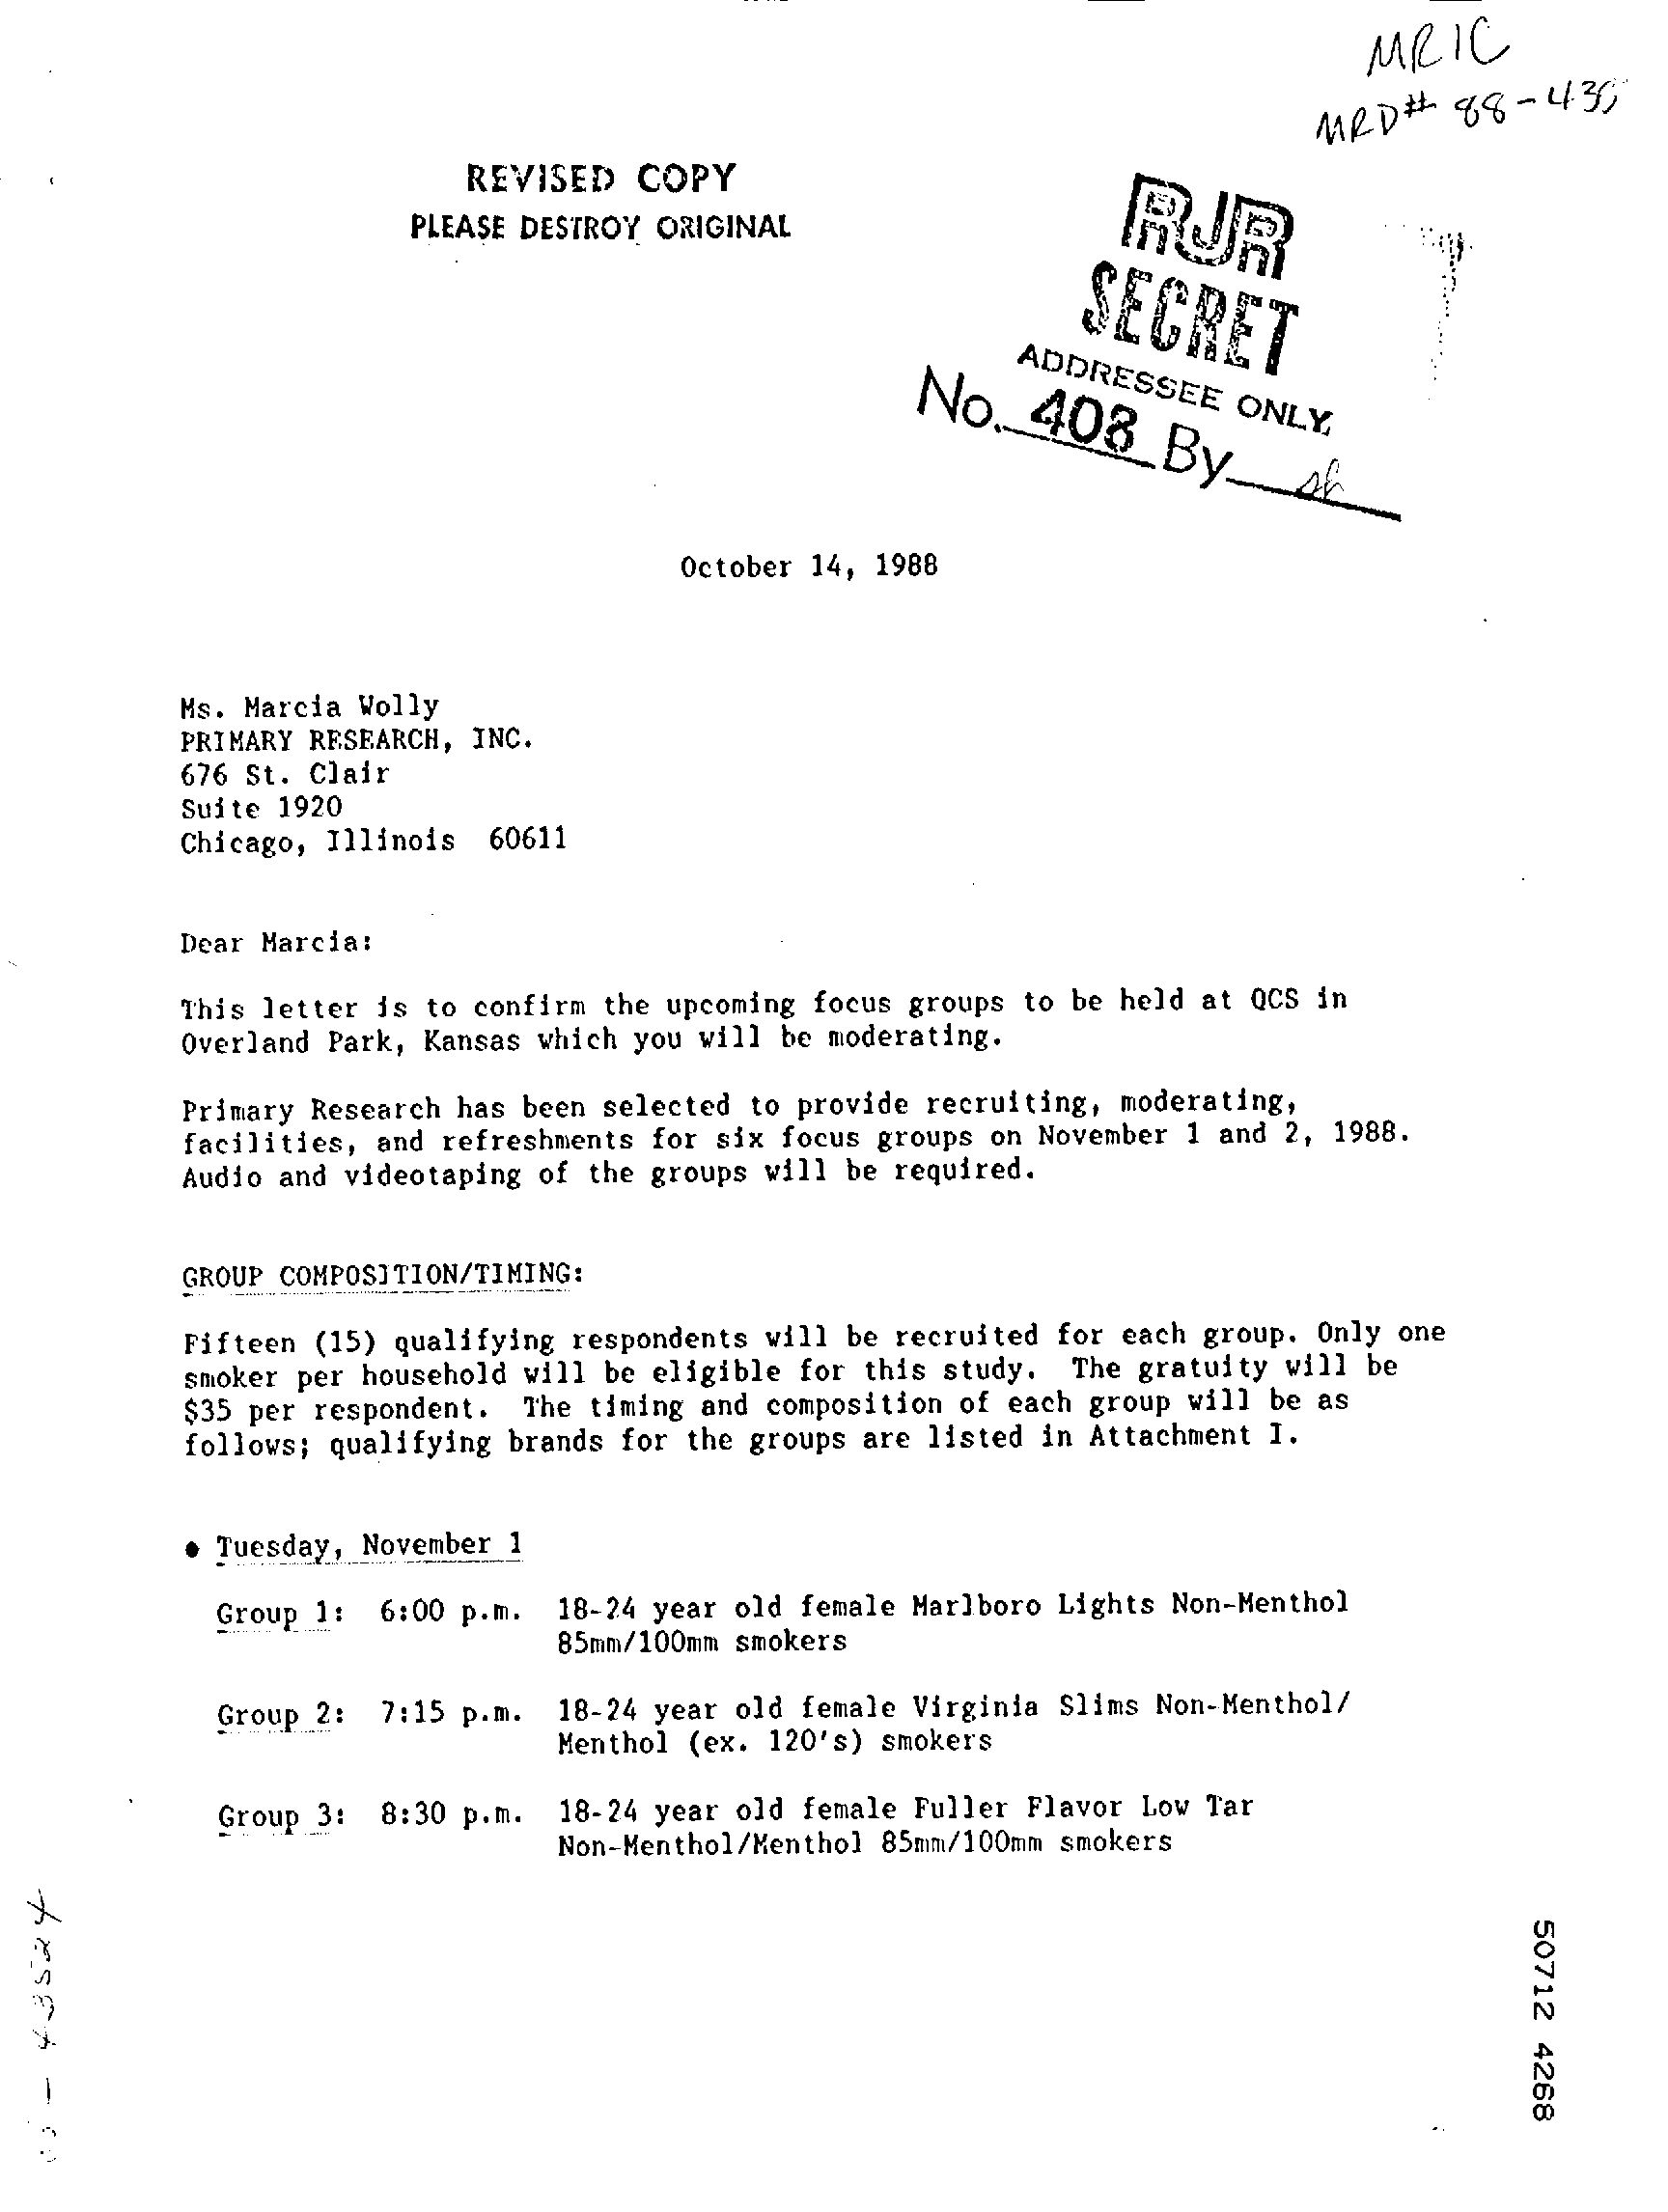 MRIC
MRD# 88-435
REVISED COPY
PLEASE DESTROY ORIGINAL
RJR
SECRET
ADDRESSEE ONLY
No. 408 By
October 14, 1988
Ms. Marcia Wolly
PRIMARY RESEARCH, INC.
676 St. Clair
Suite 1920
Chicago, Illinois 60611
Dear Marcia:
This letter is to confirm the upcoming focus groups to be held at QCS in
Overland Park, Kansas which you will be moderating.
Primary Research has been selected to provide recruiting, moderating,
facilities, and refreshments for six focus groups on November 1 and 2, 1988.
Audio and videotaping of the groups will be required.
GROUP COMPOSITION/TIMING:
Fifteen (15) qualifying respondents will be recruited for each group. Only one
smoker per household will be eligible for this study. The gratuity will be
$35 per respondent. The timing and composition of each group will be as
follows; qualifying brands for the groups are listed in Attachment I.
• Tuesday, November 1
Group 1: 6:00 p.m. 18-24 year old female Marlboro Lights Non-Menthol
85mm/100mm smokers
Group 2: 7:15 p.m. 18-24 year old female Virginia Slims Non-Menthol/
Menthol (ex. 120's) smokers
Group 3: 8:30 p.m. 18-24 year old female Fuller Flavor Low Tar
Non-Menthol/Menthol 85mm/100mm smokers
50712 4268